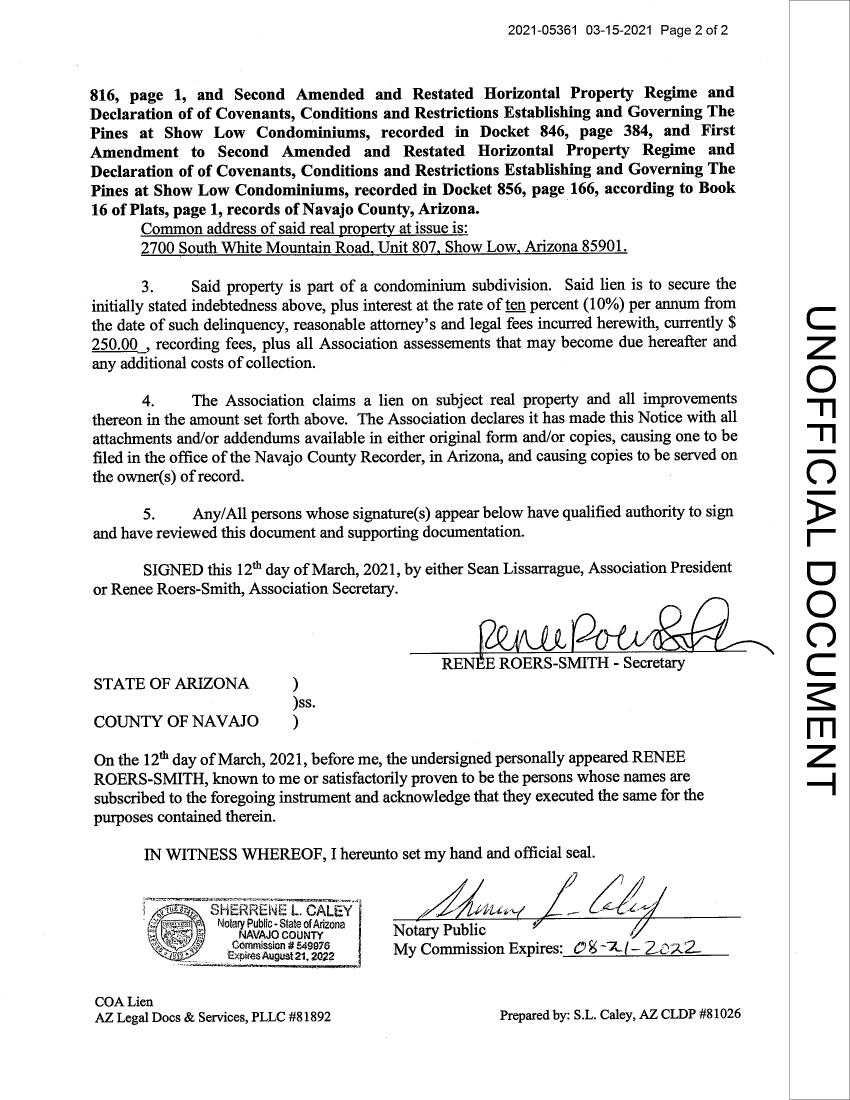 2021-05361 03-15-2021 Page 2 of 2
816, page 1, and Second Amended and Restated Horizontal Property Regime and
Declaration of of Covenants, Conditions and Restrictions Establishing and Governing The
Pines at Show Low Condominiums, recorded in Docket 846, page 384, and First
Amendment to Second Amended and Restated Horizontal Property Regime and
Declaration of of Covenants, Conditions and Restrictions Establishing and Governing The
Pines at Show Low Condominiums, recorded in Docket 856, page 166, according to Book
16 of Plats, page 1, records of Navajo County, Arizona.
Common address of said real property at issue is:
2700 South White Mountain Road, Unit 807, Show Low, Arizona 85901.
3. Said property is part of a condominium subdivision. Said lien is to secure the
initially stated indebtedness above, plus interest at the rate of ten percent (10%) per annum from
the date of such delinquency, reasonable attorney's and legal fees incurred herewith, currently $
250.00 , recording fees, plus all Association assessments that may become due hereafter and
any additional costs of collection.
4. The Association claims a lien on subject real property and all improvements
thereon in the amount set forth above. The Association declares it has made this Notice with all
attachments and/or addendums available in either original form and/or copies, causing one to be
filed in the office of the Navajo County Recorder, in Arizona, and causing copies to be served on
the owner(s) of record.
5. Any/All persons whose signature(s) appear below have qualified authority to sign
and have reviewed this document and supporting documentation.
SIGNED this 12th day of March, 2021, by either Sean Lissarrague, Association President
or Renee Roers-Smith, Association Secretary.
Renee Roers-Smith
RENEE ROERS-SMITH - Secretary
STATE OF ARIZONA )
)ss.
COUNTY OF NAVAJO )
On the 12th day of March, 2021, before me, the undersigned personally appeared RENEE
ROERS-SMITH, known to me or satisfactorily proven to be the persons whose names are
subscribed to the foregoing instrument and acknowledge that they executed the same for the
purposes contained therein.
IN WITNESS WHEREOF, I hereunto set my hand and official seal.
SHERRENE L. CALEY
Notary Public - State of Arizona
NAVAJO COUNTY
Commission # 549976
Expires August 21, 2022
Sherrene L. Caley
Notary Public
My Commission Expires: 08-21-2022
COA Lien
AZ Legal Docs & Services, PLLC #81892
Prepared by: S.L. Caley, AZ CLDP #81026
UNOFFICIAL DOCUMENT